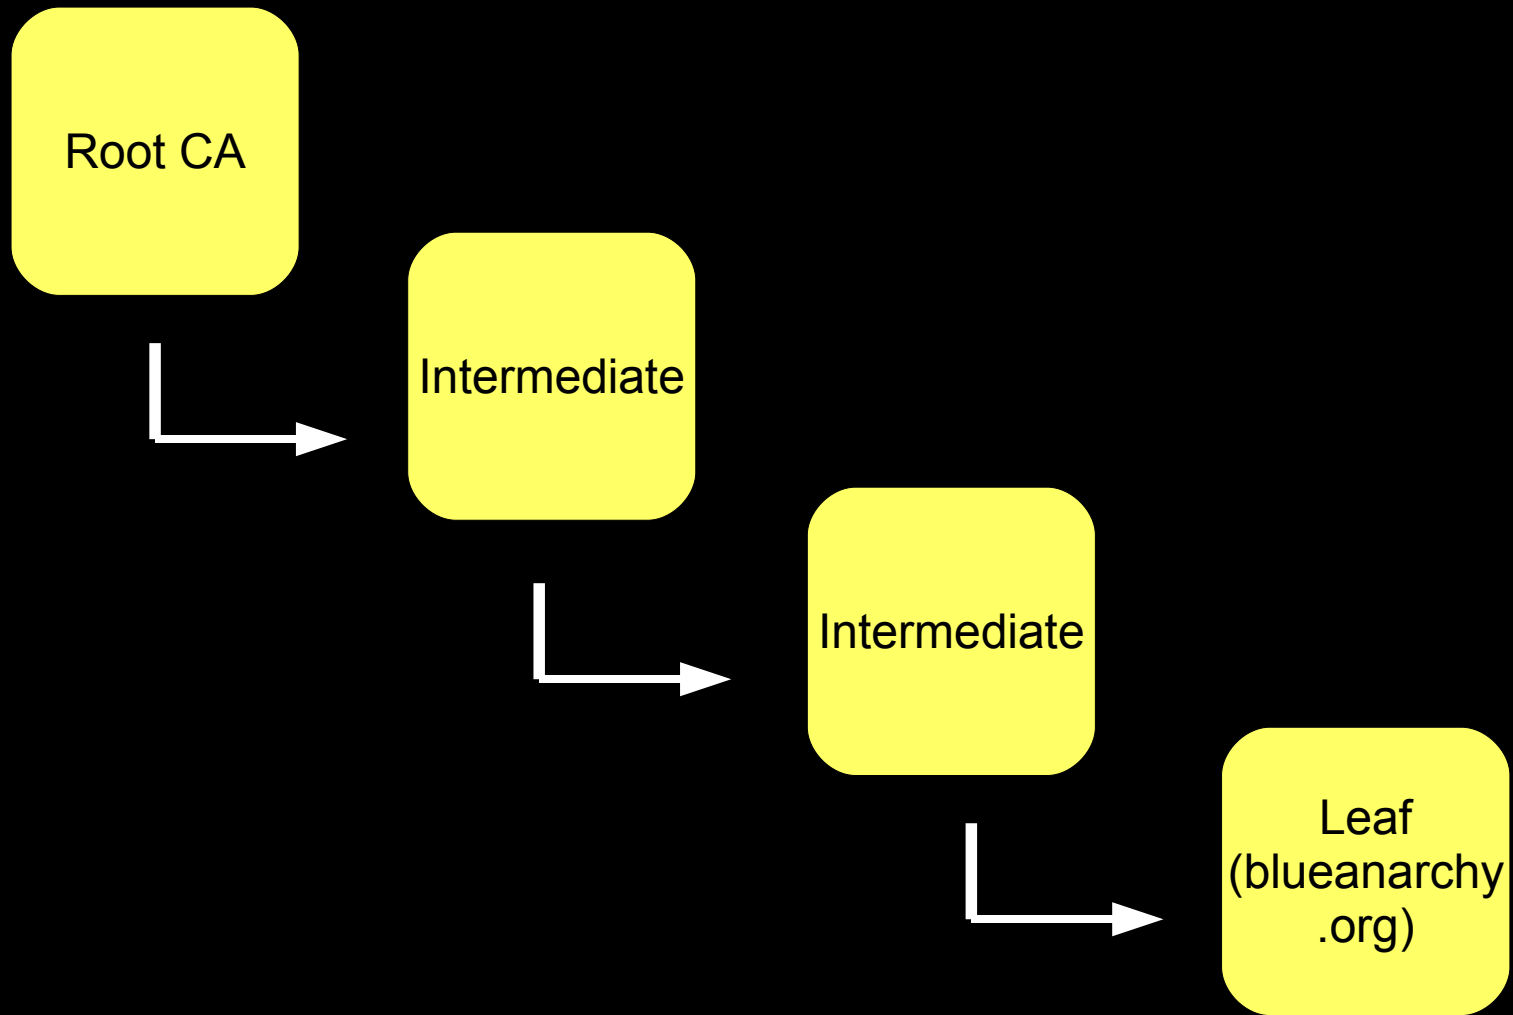 Root CA
Intermediate
Intermediate
Leaf
(blueanarchy
.org)